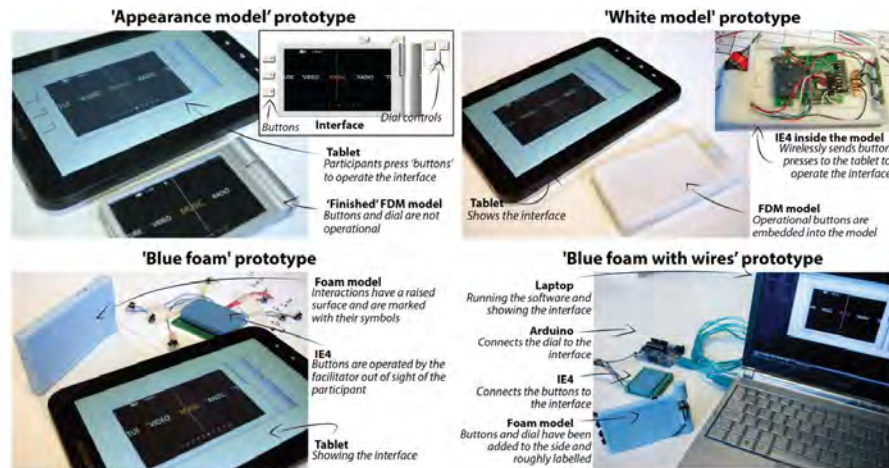 'Appearance model' prototype
Buttons
Interface
Dial controls
Tablet
Participants press 'buttons'
to operate the interface
'Finished' FDM model
Buttons and dial are not
operational
VIDEO
MUSIC
RADIO
VIDEO
MUSIC
RADIO
'White model' prototype
IE4 inside the model
Wirelessly sends button
presses to the tablet to
operate the interface
Tablet
Shows the interface
FDM model
Operational buttons are
embedded into the model
'Blue foam' prototype
Foam model
Interactions have a raised
surface and are marked
with their symbols
IE4
Buttons are operated by the
facilitator out of sight of the
participant
Tablet
Showing the interface
VIDEO
RADIO
'Blue foam with wires' prototype
Laptop
Running the software and
showing the interface
Arduino
Connects the dial to the
interface
IE4
Connects the buttons to
the interface
Foam model
Buttons and dial have been
added to the side and
roughly labelled